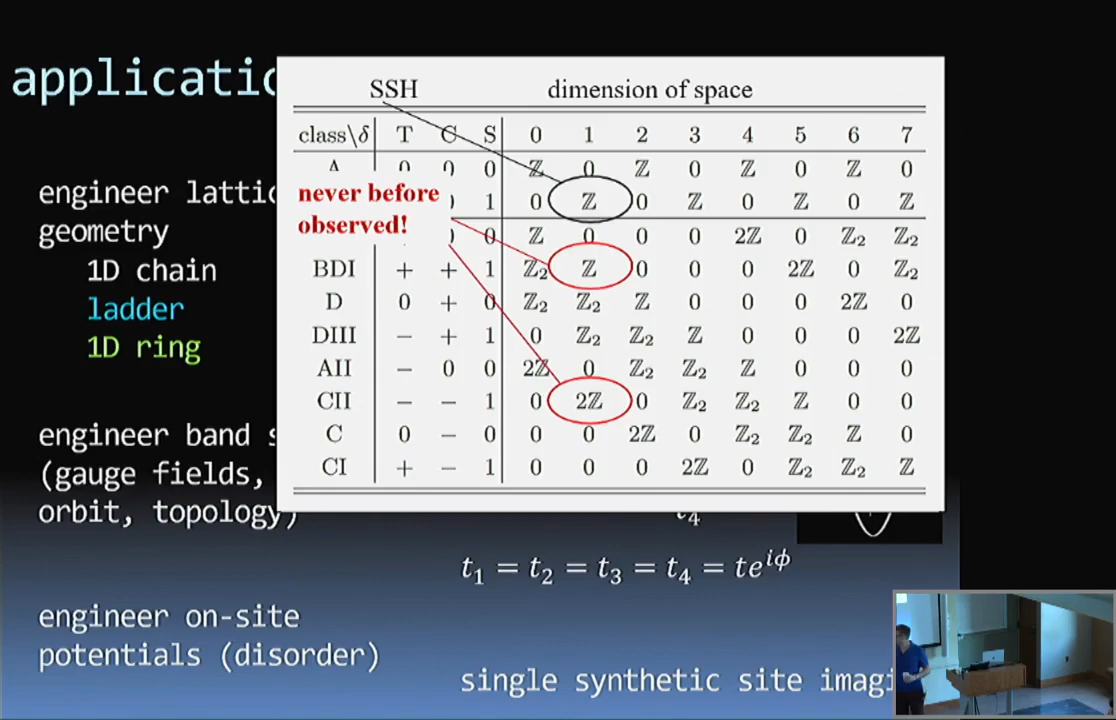 applicatio
engineer lattic
geometry
1D chain
ladder
1D ring
engineer band s
(gauge fields,
orbit, topology)
engineer on-site
potentials (disorder)
SSH dimension of space
class\δ T C S 0 1 2 3 4 5 6 7
A 0 0 0 ℤ 0 ℤ 0 ℤ 0 ℤ 0
1 0 ℤ 0 ℤ 0 ℤ 0 ℤ
0 ℤ 0 0 0 2ℤ 0 ℤ₂ ℤ₂
BDI + + 1 ℤ₂ ℤ 0 0 0 2ℤ 0 ℤ₂
D 0 + 0 ℤ₂ ℤ₂ ℤ 0 0 0 2ℤ 0
DIII − + 1 0 ℤ₂ ℤ₂ ℤ 0 0 0 2ℤ
AII − 0 0 2ℤ 0 ℤ₂ ℤ₂ ℤ 0 0 0
CII − − 1 0 2ℤ 0 ℤ₂ ℤ₂ ℤ 0 0
C 0 − 0 0 0 2ℤ 0 ℤ₂ ℤ₂ ℤ 0
CI + − 1 0 0 0 2ℤ 0 ℤ₂ ℤ₂ ℤ
never before
observed!
t₄
t₁ = t₂ = t₃ = t₄ = te^{iϕ}
single synthetic site imagi